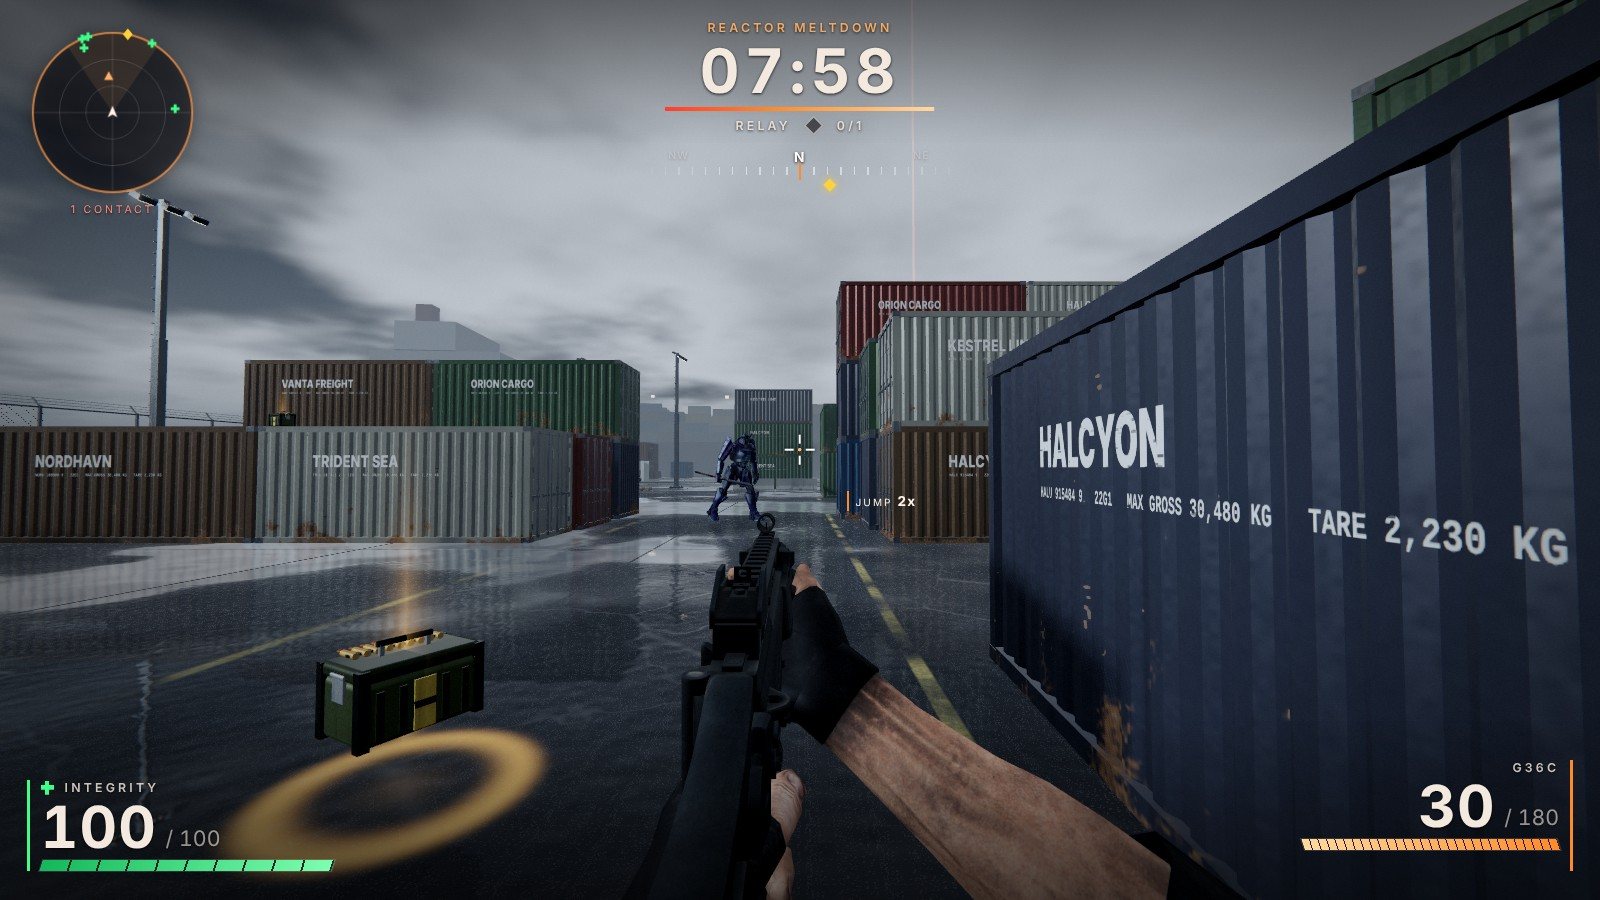 REACTOR MELTDOWN
07:58
RELAY 0/1
NW N NE
1 CONTACT
ORION CARGO
KESTREL
VANTA FREIGHT
ORION CARGO
NORDHAVN
TRIDENT SEA
HALCYON
MAX GROSS 30,480 KG TARE 2,230 KG
22G1
JUMP 2x
INTEGRITY
100 / 100
G36C
30 / 180